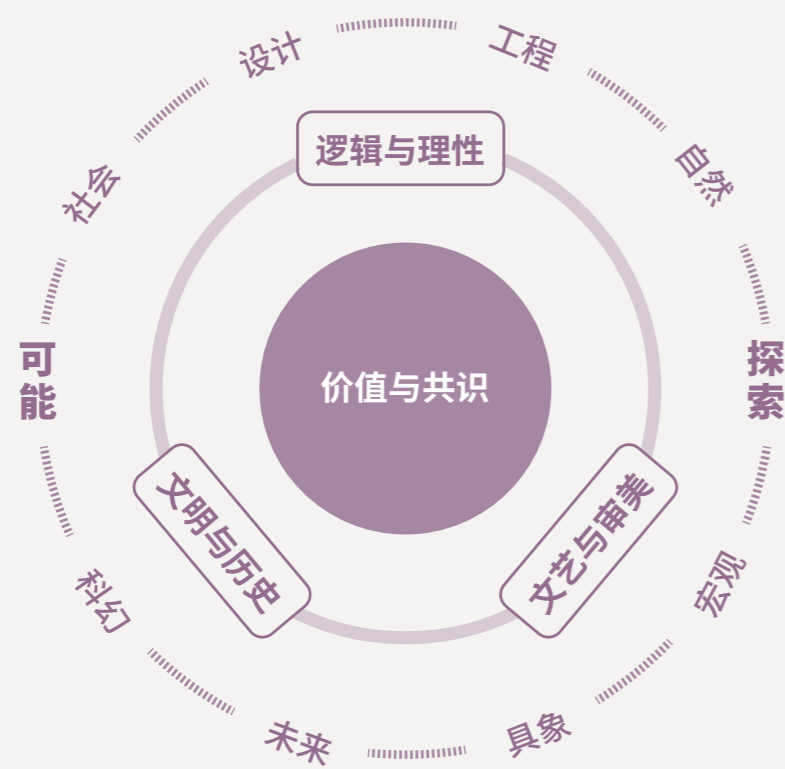 设计
工程
社会
自然
逻辑与理性
可能
探索
价值与共识
文明与历史
文艺与审美
科幻
宏观
未来
具象